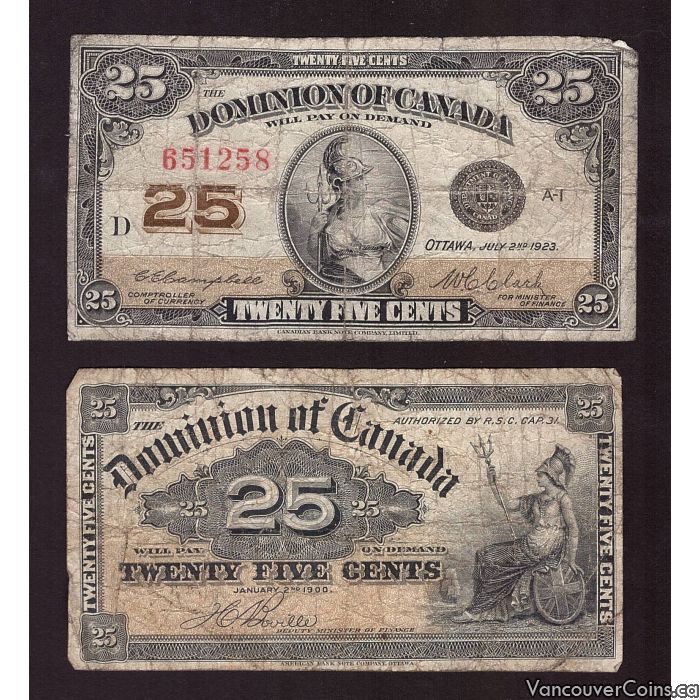 TWENTY FIVE CENTS
25 25
THE
DOMINION OF CANADA
WILL PAY ON DEMAND
651258
D 25 A-1
OTTAWA, JULY 2ND 1923.
C E Campbell W C Clark
COMPTROLLER OF CURRENCY
FOR MINISTER OF FINANCE
25 TWENTY FIVE CENTS 25
CANADIAN BANK NOTE COMPANY, LIMITED.
25 25
THE
Dominion of Canada
AUTHORIZED BY R.S.C. CAP. 31.
25 25 25
WILL PAY ON DEMAND
TWENTY FIVE CENTS
JANUARY 2ND 1900.
DEPUTY MINISTER OF FINANCE
TWENTY FIVE CENTS
TWENTY FIVE CENTS
25 25
AMERICAN BANK NOTE COMPANY, OTTAWA.
VancouverCoins.ca